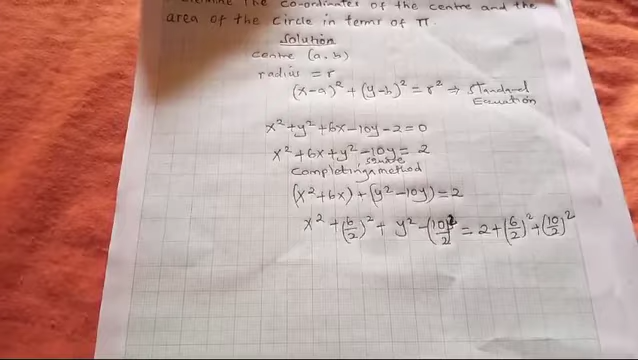 the co-ordinates of the centre and the
area of the circle in terms of π.
Solution
centre (a, b)
radius = r
(x-a)² + (y-b)² = r² → standard
Equation
x² + y² + 6x - 10y - 2 = 0
x² + 6x + y² - 10y = 2
square
completing method
(x² + 6x) + (y² - 10y) = 2
x² + (6/2)² + y² - (10/2)² = 2 + (6/2)² + (10/2)²